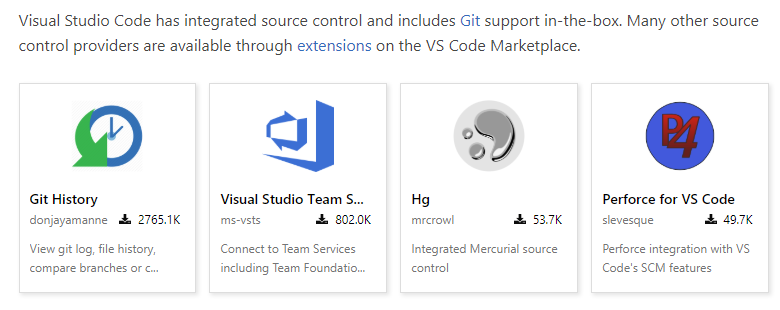 Visual Studio Code has integrated source control and includes Git support in-the-box. Many other source
control providers are available through extensions on the VS Code Marketplace.
P4
Git History
donjayamanne 2765.1K
View git log, file history,
compare branches or c...
Visual Studio Team S...
ms-vsts 802.0K
Connect to Team Services
including Team Foundatio...
Hg
mrcrowl 53.7K
Integrated Mercurial source
control
Perforce for VS Code
slevesque 49.7K
Perforce integration with VS
Code's SCM features